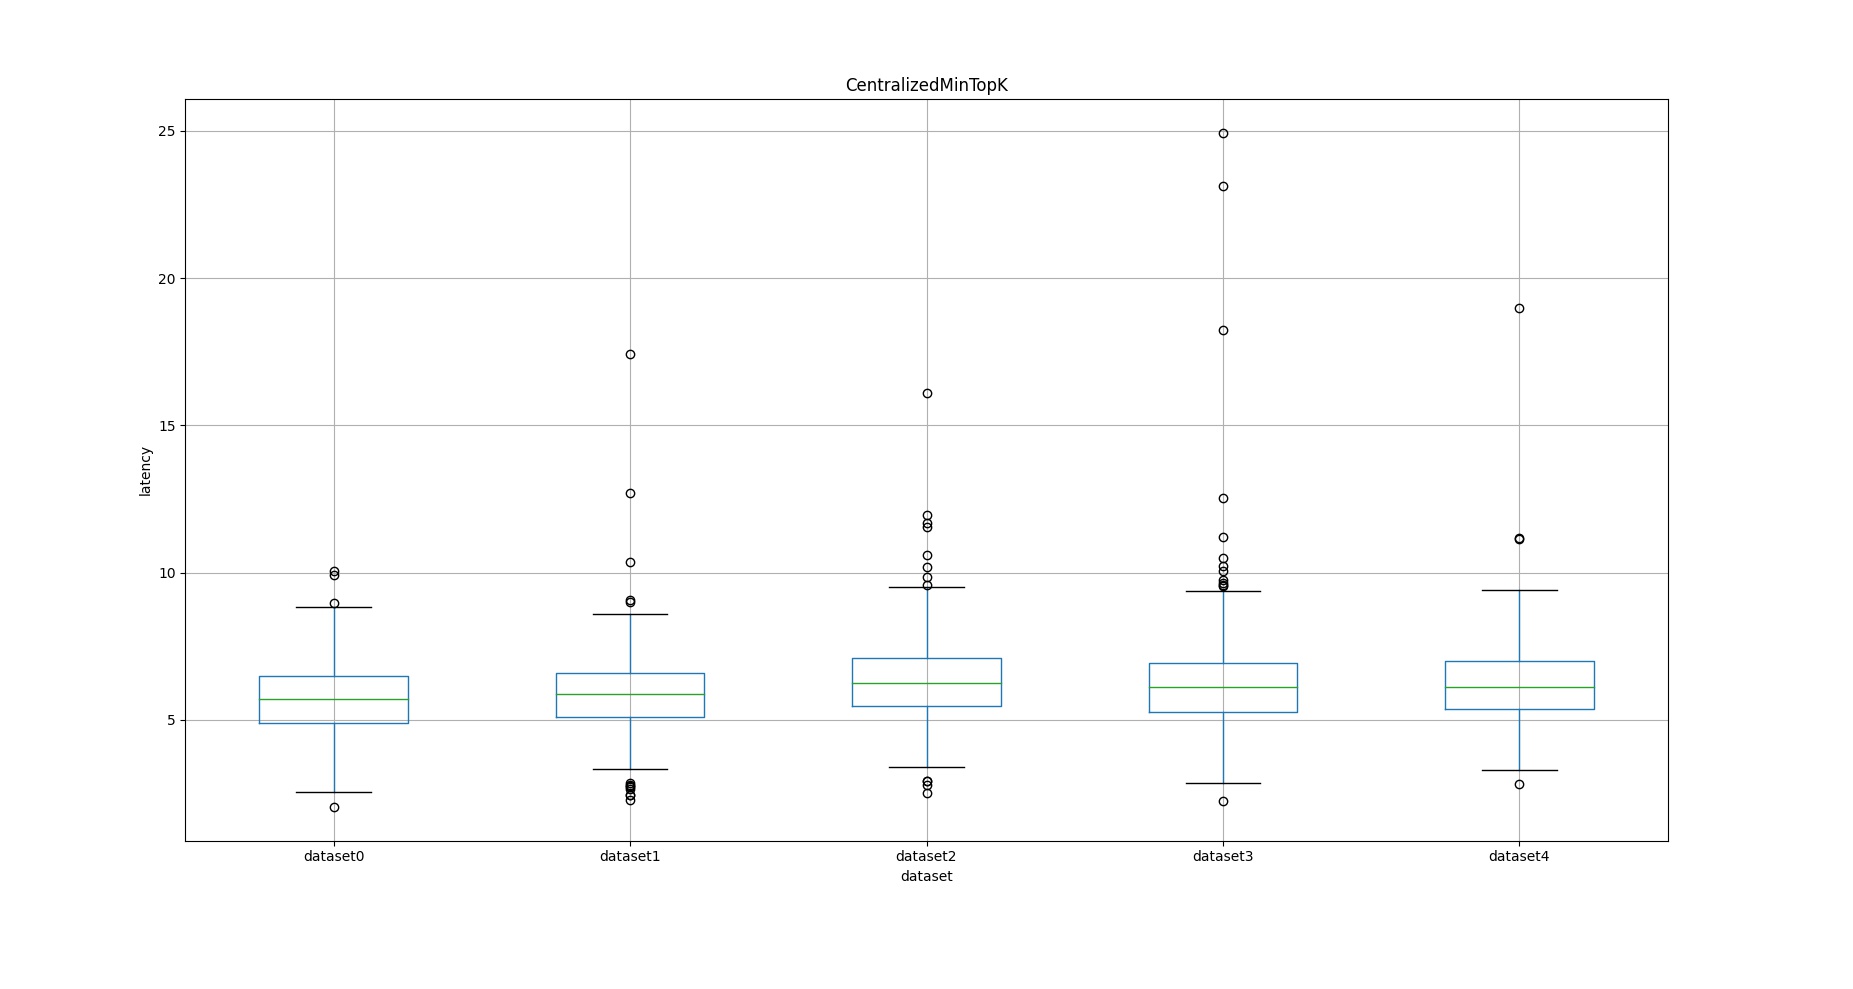 CentralizedMinTopK
25
20
15
10
5
latency
dataset0
dataset1
dataset2
dataset3
dataset4
dataset